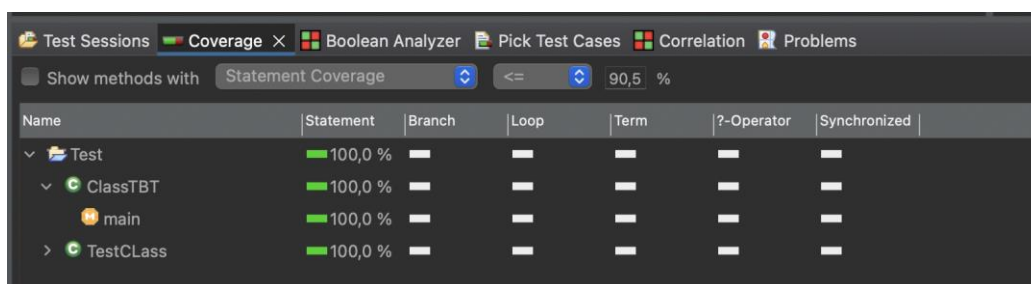 Test Sessions Coverage Boolean Analyzer Pick Test Cases Correlation Problems
Show methods with Statement Coverage <= 90,5 %
Name Statement Branch Loop Term ?-Operator Synchronized
Test 100,0 %
C ClassTBT 100,0 %
M main 100,0 %
C TestCLass 100,0 %